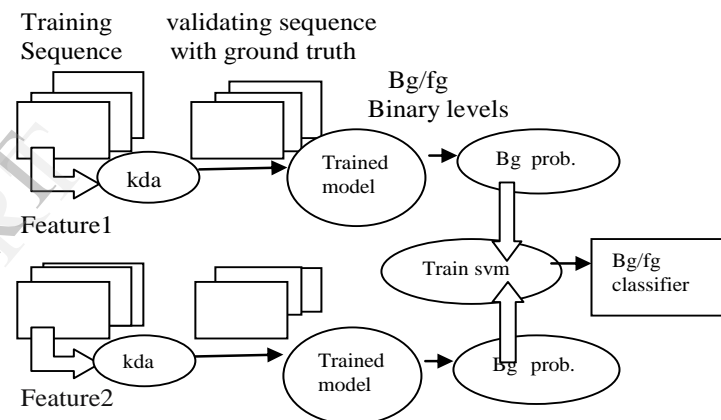 Training
Sequence
validating sequence
with ground truth
Bg/fg
Binary levels
kda
Trained
model
Bg prob.
Feature1
Train svm
Bg/fg
classifier
kda
Trained
model
Bg prob.
Feature2